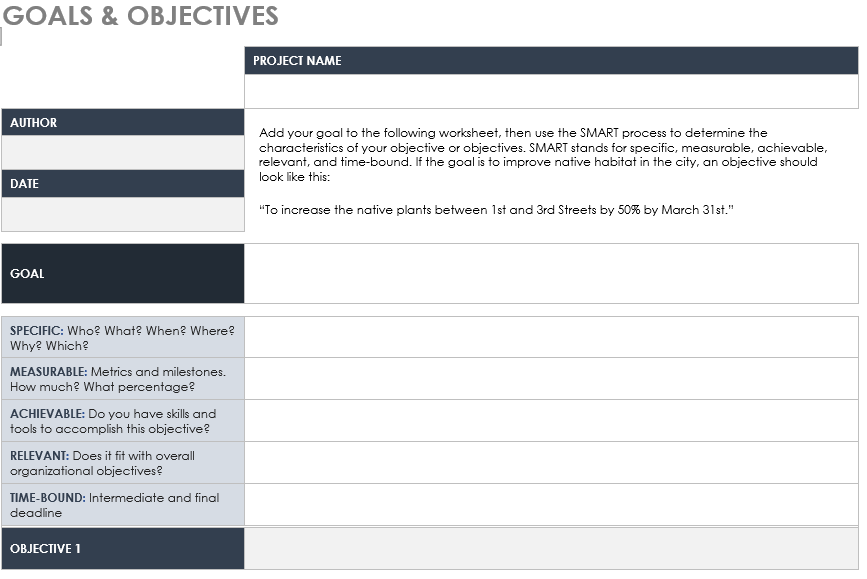 GOALS & OBJECTIVES
PROJECT NAME
AUTHOR
DATE
Add your goal to the following worksheet, then use the SMART process to determine the
characteristics of your objective or objectives. SMART stands for specific, measurable, achievable,
relevant, and time-bound. If the goal is to improve native habitat in the city, an objective should
look like this:
“To increase the native plants between 1st and 3rd Streets by 50% by March 31st.”
GOAL
SPECIFIC: Who? What? When? Where?
Why? Which?
MEASURABLE: Metrics and milestones.
How much? What percentage?
ACHIEVABLE: Do you have skills and
tools to accomplish this objective?
RELEVANT: Does it fit with overall
organizational objectives?
TIME-BOUND: Intermediate and final
deadline
OBJECTIVE 1